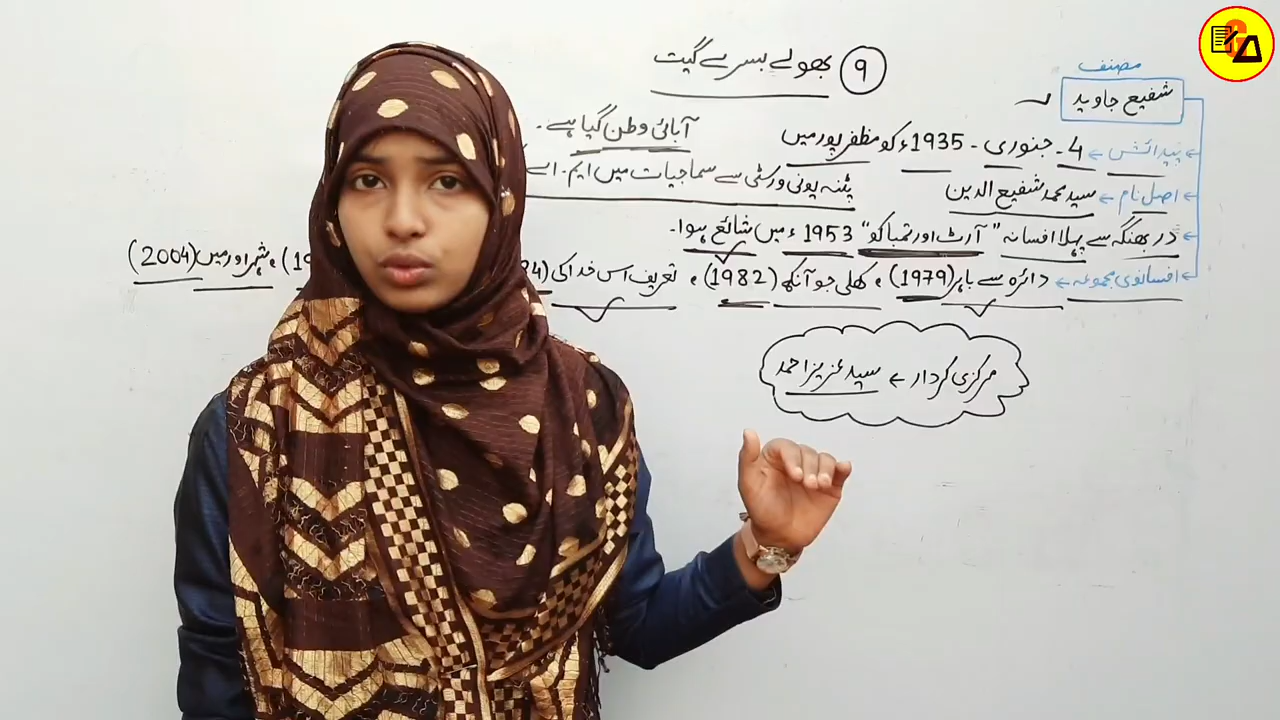 ۹ بھولے بسرے گیت
مصنف
شفیع جاوید
پیدائش ← 4 ۔ جنوری ۔ 1935ء کو مظفر پور میں
آبائی وطن گیا ہے ۔
اصل نام ← سید محمد شفیع الدین
پٹنہ یونی ورسٹی سے سماجیات میں ایم ۔ اے
دربھنگہ سے پہلا افسانہ " آرٹ اور تمباکو " 1953ء میں شائع ہوا۔
افسانوی مجموعہ ← دائرہ سے باہر (1979) ، کھلی جو آنکھ (1982) ، تعریف اس خدا کی 84) ، شہر اور میں (2004)
مرکزی کردار ← سید عزیز احمد